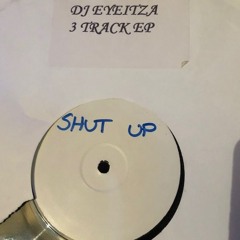 DJ EYEITZA
3 TRACK EP
SHUT UP